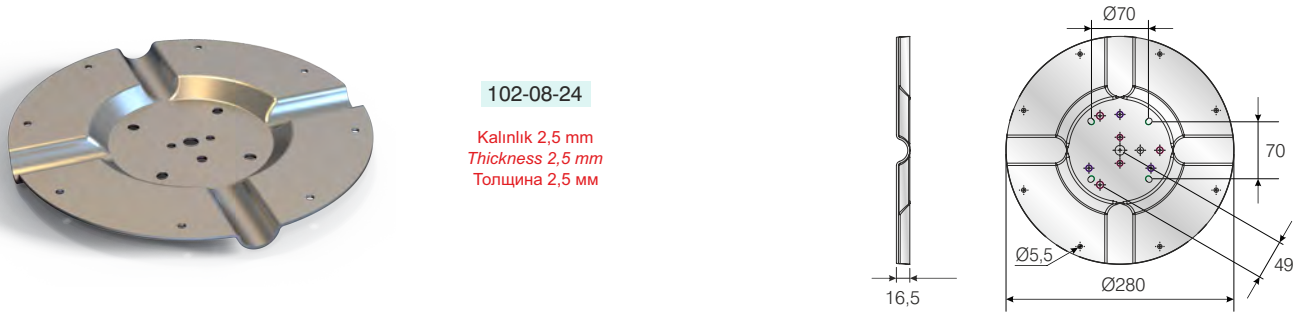 102-08-24
Kalınlık 2,5 mm
Thickness 2,5 mm
Толщина 2,5 мм
16,5
Ø70
70
49
Ø5,5
Ø280